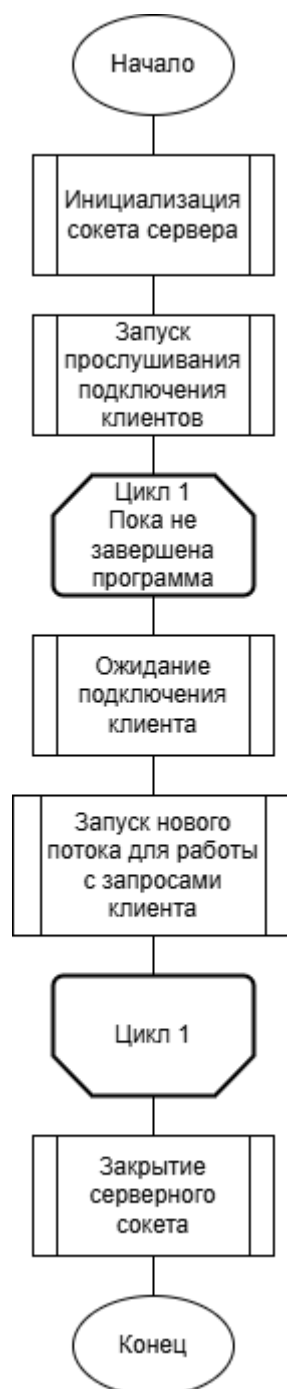 Начало
Инициализация
сокета сервера
Запуск
прослушивания
подключения
клиентов
Цикл 1
Пока не
завершена
программа
Ожидание
подключения
клиента
Запуск нового
потока для работы
с запросами
клиента
Цикл 1
Закрытие
серверного
сокета
Конец